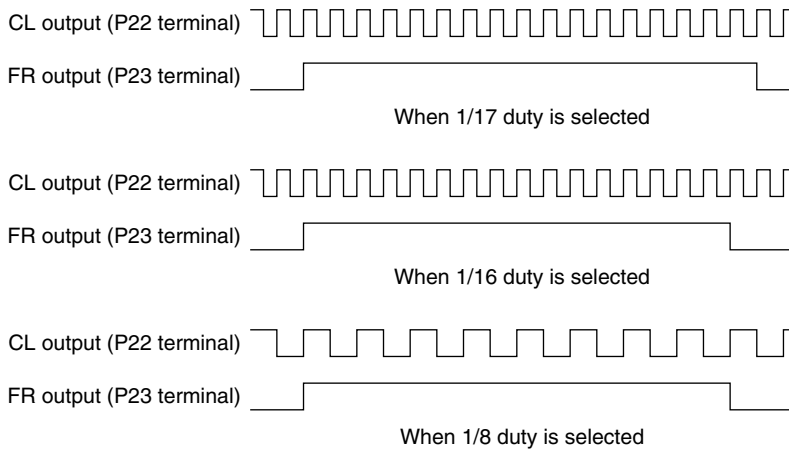 CL output (P22 terminal)
FR output (P23 terminal)
When 1/17 duty is selected
CL output (P22 terminal)
FR output (P23 terminal)
When 1/16 duty is selected
CL output (P22 terminal)
FR output (P23 terminal)
When 1/8 duty is selected